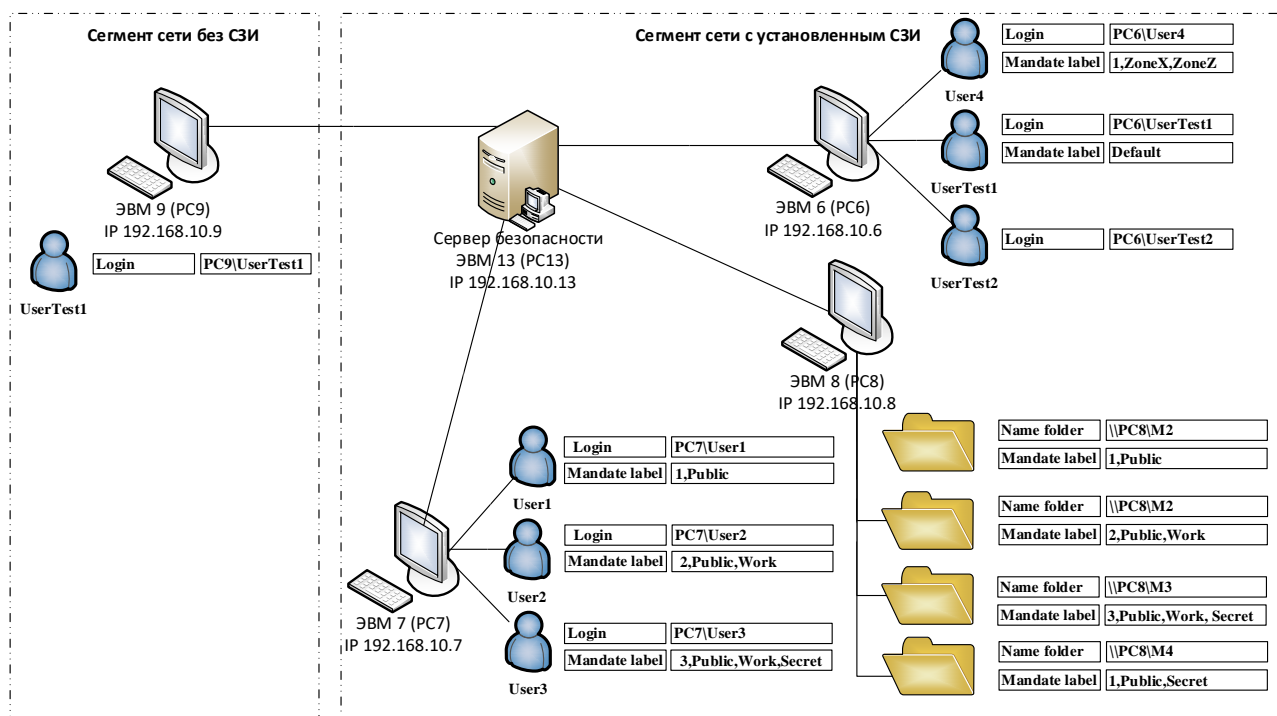 Сегмент сети без СЗИ
ЭВМ 9 (PC9)
IP 192.168.10.9
Login PC9\UserTest1
UserTest1
Сегмент сети с установленным СЗИ
Сервер безопасности
ЭВМ 13 (PC13)
IP 192.168.10.13
Login PC6\User4
Mandate label 1,ZoneX,ZoneZ
User4
Login PC6\UserTest1
Mandate label Default
UserTest1
ЭВМ 6 (PC6)
IP 192.168.10.6
Login PC6\UserTest2
UserTest2
ЭВМ 8 (PC8)
IP 192.168.10.8
Name folder \\PC8\M2
Mandate label 1,Public
Name folder \\PC8\M2
Mandate label 2,Public,Work
Name folder \\PC8\M3
Mandate label 3,Public,Work, Secret
Name folder \\PC8\M4
Mandate label 1,Public,Secret
Login PC7\User1
Mandate label 1,Public
User1
Login PC7\User2
Mandate label 2,Public,Work
User2
Login PC7\User3
Mandate label 3,Public,Work,Secret
User3
ЭВМ 7 (PC7)
IP 192.168.10.7